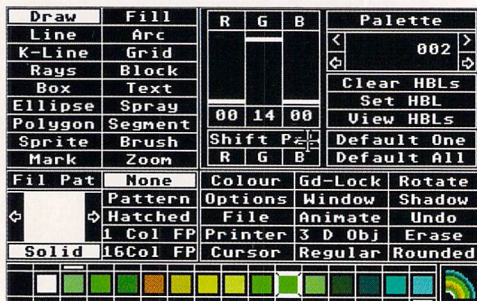 Draw Fill
Line Arc
K-Line Grid
Rays Block
Box Text
Ellipse Spray
Polygon Segment
Sprite Brush
Mark Zoom
R G B
00 14 00
Shift
R G B
Palette
< 002 >
Clear HBLs
Set HBL
View HBLs
Default One
Default All
Fil Pat None
Pattern
Hatched
1 Col FP
Solid 16Col FP
Colour Gd-Lock Rotate
Options Window Shadow
File Animate Undo
Printer 3 D Obj Erase
Cursor Regular Rounded